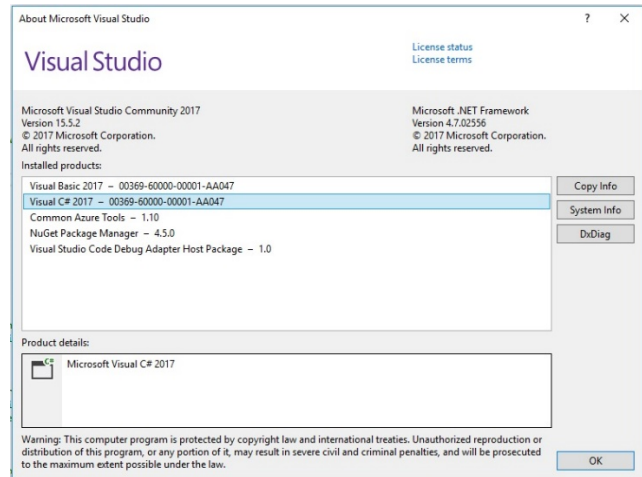 About Microsoft Visual Studio
? X
Visual Studio
License status
License terms
Microsoft Visual Studio Community 2017
Version 15.5.2
© 2017 Microsoft Corporation.
All rights reserved.
Microsoft .NET Framework
Version 4.7.02556
© 2017 Microsoft Corporation.
All rights reserved.
Installed products:
Visual Basic 2017 – 00369-60000-00001-AA047
Visual C# 2017 – 00369-60000-00001-AA047
Common Azure Tools – 1.10
NuGet Package Manager – 4.5.0
Visual Studio Code Debug Adapter Host Package – 1.0
Copy Info
System Info
DxDiag
Product details:
C#
Microsoft Visual C# 2017
Warning: This computer program is protected by copyright law and international treaties. Unauthorized reproduction or
distribution of this program, or any portion of it, may result in severe civil and criminal penalties, and will be prosecuted
to the maximum extent possible under the law.
OK